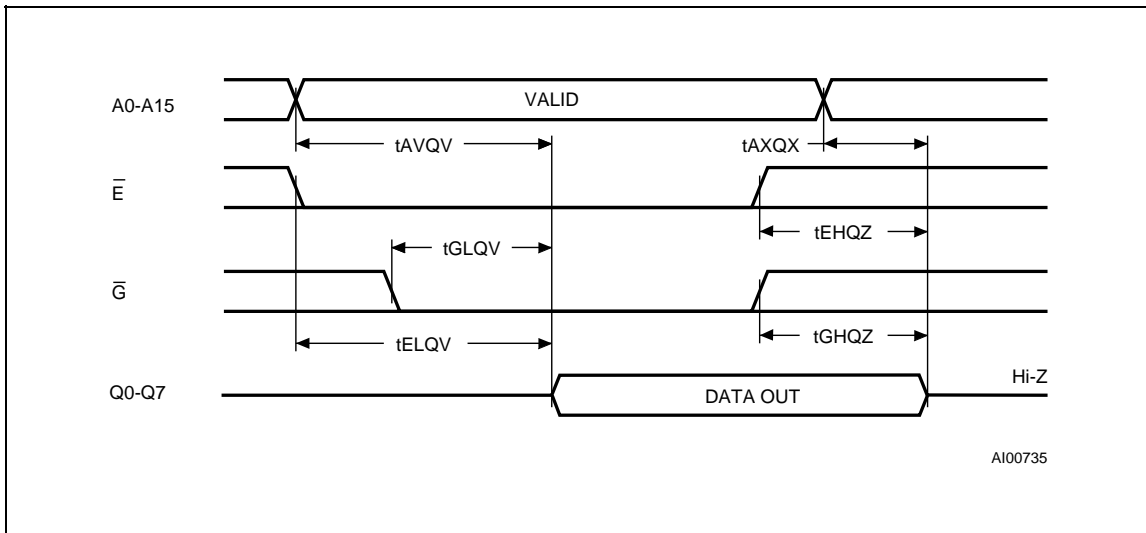 A0-A15
VALID
tAVQV
tAXQX
E̅
tGLQV
tEHQZ
G̅
tELQV
tGHQZ
Q0-Q7
DATA OUT
Hi-Z
AI00735